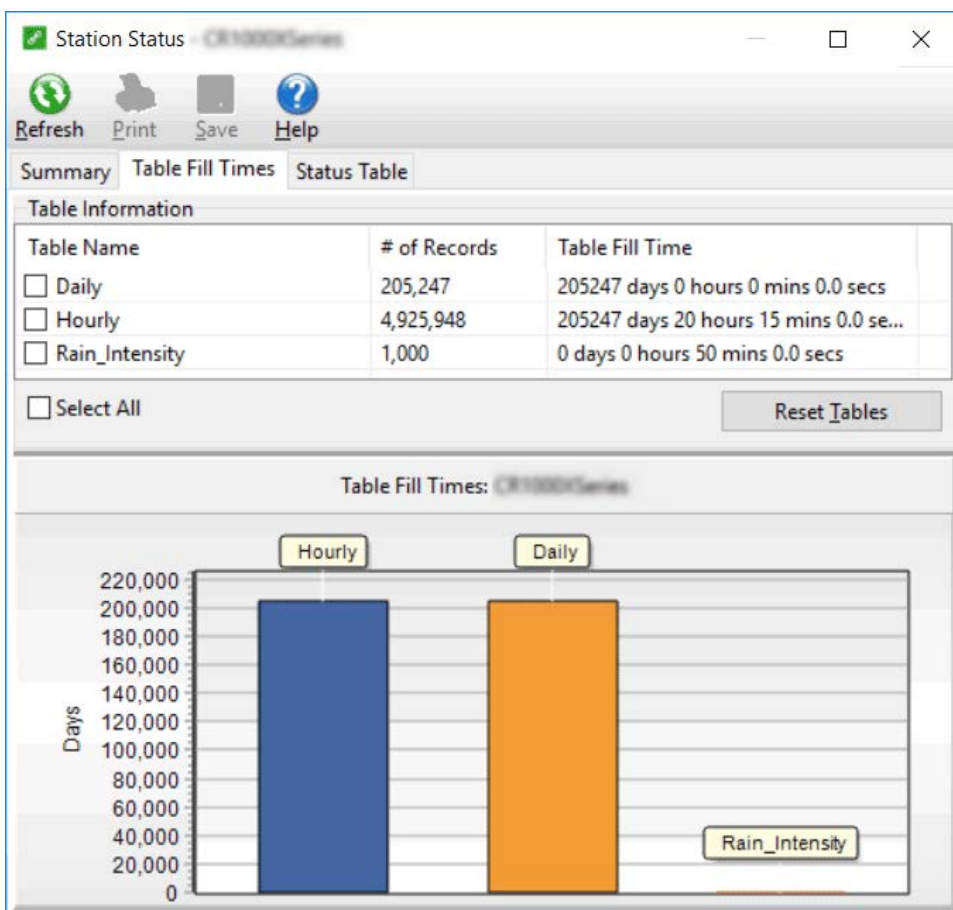 Station Status - CR1000XSeries
Refresh Print Save Help
Summary Table Fill Times Status Table
Table Information
Table Name # of Records Table Fill Time
Daily 205,247 205247 days 0 hours 0 mins 0.0 secs
Hourly 4,925,948 205247 days 20 hours 15 mins 0.0 se...
Rain_Intensity 1,000 0 days 0 hours 50 mins 0.0 secs
Select All Reset Tables
Table Fill Times: CR1000XSeries
Hourly Daily
220,000
200,000
180,000
160,000
140,000
120,000
100,000
80,000
60,000
40,000
20,000
0
Days
Rain_Intensity